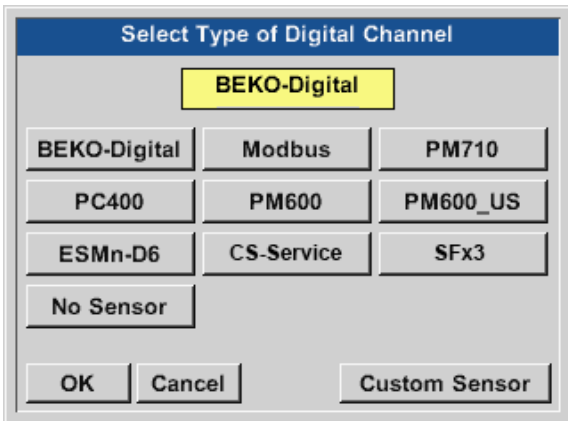 Select Type of Digital Channel
BEKO-Digital
BEKO-Digital Modbus PM710
PC400 PM600 PM600_US
ESMn-D6 CS-Service SFx3
No Sensor
OK Cancel Custom Sensor